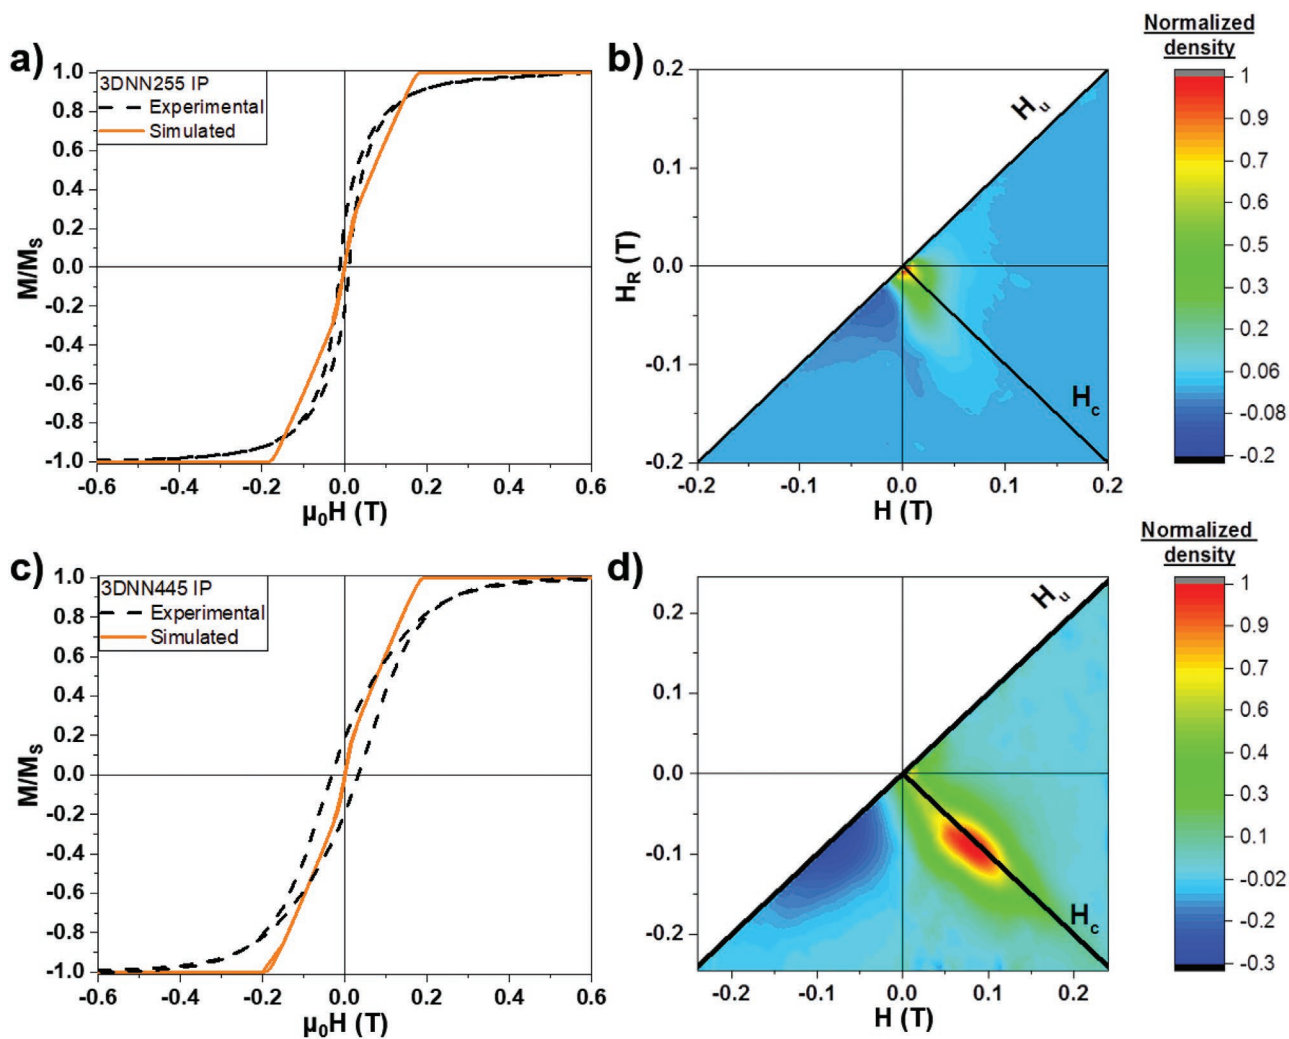 a)
3DNN255 IP
Experimental
Simulated
1.0
0.8
0.6
0.4
0.2
0.0
-0.2
-0.4
-0.6
-0.8
-1.0
M/MS
-0.6 -0.4 -0.2 0.0 0.2 0.4 0.6
μ0H (T)
b)
Hu
Hc
0.2
0.1
0.0
-0.1
-0.2
HR (T)
-0.2 -0.1 0.0 0.1 0.2
H (T)
Normalized
density
1
0.9
0.7
0.5
0.3
0.2
0.06
-0.08
-0.2
c)
3DNN445 IP
Experimental
Simulated
1.0
0.8
0.6
0.4
0.2
0.0
-0.2
-0.4
-0.6
-0.8
-1.0
M/MS
-0.6 -0.4 -0.2 0.0 0.2 0.4 0.6
μ0H (T)
d)
Hu
Hc
0.2
0.1
0.0
-0.1
-0.2
-0.2 -0.1 0.0 0.1 0.2
H (T)
Normalized
density
1
0.9
0.7
0.6
0.4
0.3
0.1
-0.02
-0.2
-0.3